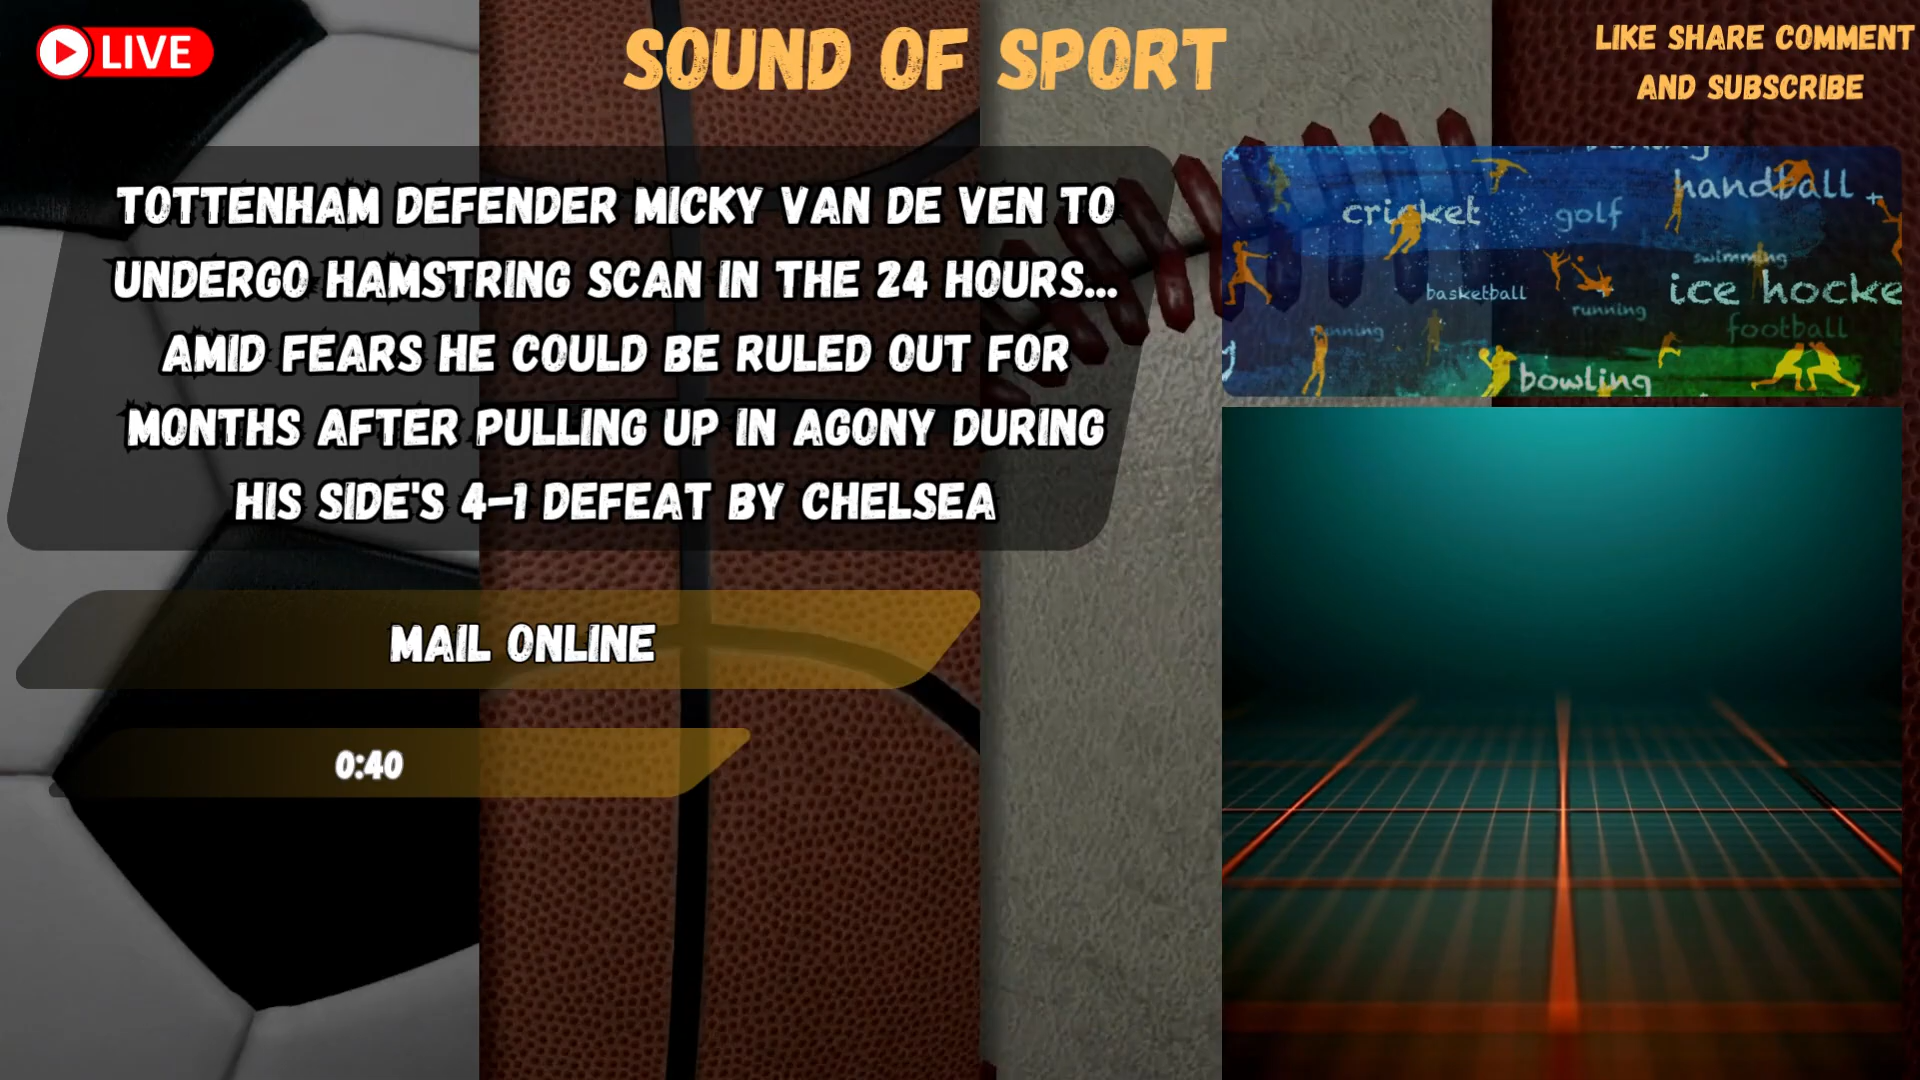 LIVE
SOUND OF SPORT
LIKE SHARE COMMENT
AND SUBSCRIBE
TOTTENHAM DEFENDER MICKY VAN DE VEN TO
UNDERGO HAMSTRING SCAN IN THE 24 HOURS...
AMID FEARS HE COULD BE RULED OUT FOR
MONTHS AFTER PULLING UP IN AGONY DURING
HIS SIDE'S 4-1 DEFEAT BY CHELSEA
MAIL ONLINE
0:40
handball
cricket
golf
swimming
basketball
ice hocke
running
football
running
bowling